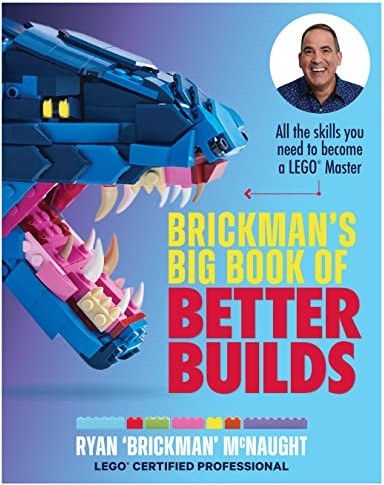 All the skills you
need to become
a LEGO® Master
BRICKMAN'S
BIG BOOK OF
BETTER
BUILDS
RYAN 'BRICKMAN' McNAUGHT
LEGO® CERTIFIED PROFESSIONAL